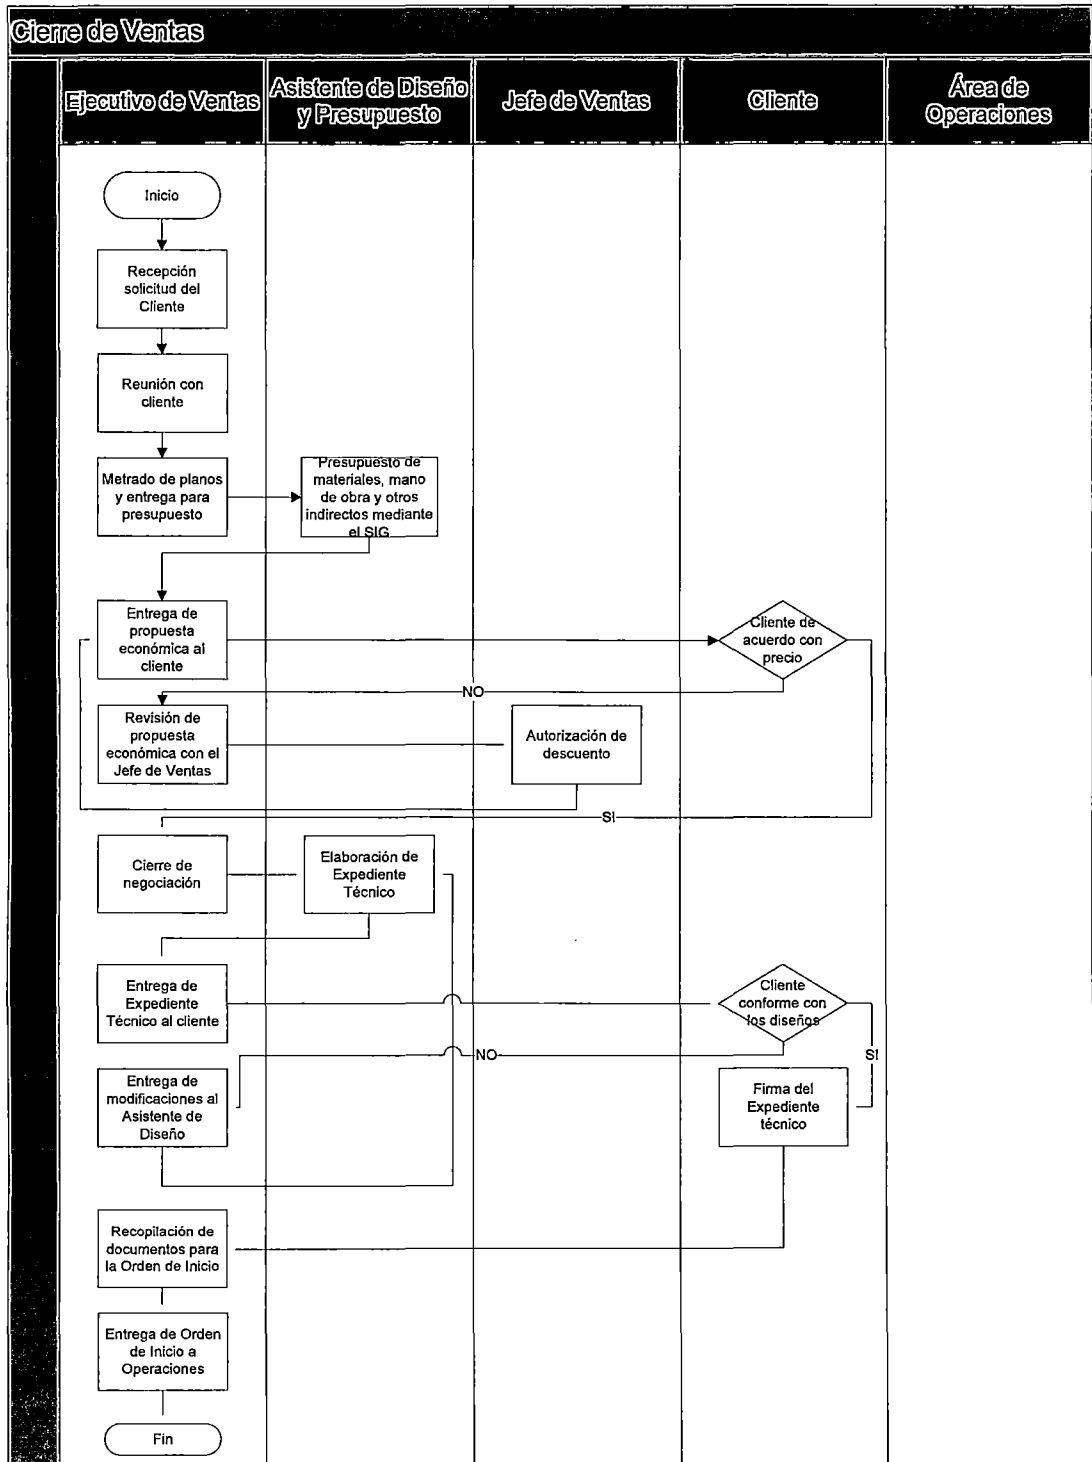 Cierre de Ventas
Ejecutivo de Ventas
Asistente de Diseño
y Presupuesto
Jefe de Ventas
Cliente
Área de
Operaciones
Inicio
Recepción
solicitud del
Cliente
Reunión con
cliente
Metrado de planos
y entrega para
presupuesto
Presupuesto de
materiales, mano
de obra y otros
indirectos mediante
el SIG
Entrega de
propuesta
económica al
cliente
Cliente de
acuerdo con
precio
NO
Revisión de
propuesta
económica con el
Jefe de Ventas
Autorización de
descuento
SI
Cierre de
negociación
Elaboración de
Expediente
Técnico
Entrega de
Expediente
Técnico al cliente
Cliente
conforme con
los diseños
NO
SI
Entrega de
modificaciones al
Asistente de
Diseño
Firma del
Expediente
técnico
Recopilación de
documentos para
la Orden de Inicio
Entrega de Orden
de Inicio a
Operaciones
Fin